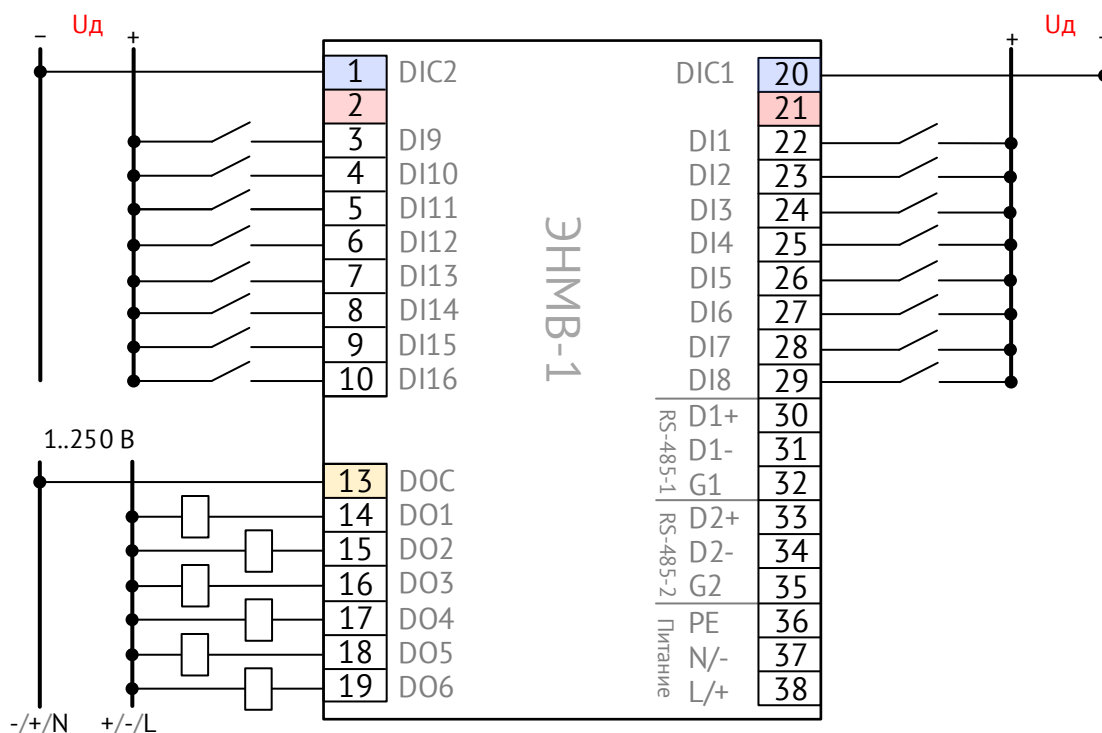 − Uд +
+ Uд -
1 DIC2
2
3 DI9
4 DI10
5 DI11
6 DI12
7 DI13
8 DI14
9 DI15
10 DI16
1..250 В
13 DOC
14 DO1
15 DO2
16 DO3
17 DO4
18 DO5
19 DO6
-/+/N +/-/L
ЭНМВ-1
DIC1 20
21
DI1 22
DI2 23
DI3 24
DI4 25
DI5 26
DI6 27
DI7 28
DI8 29
RS-485-1
D1+ 30
D1- 31
G1 32
RS-485-2
D2+ 33
D2- 34
G2 35
Питание
PE 36
N/- 37
L/+ 38